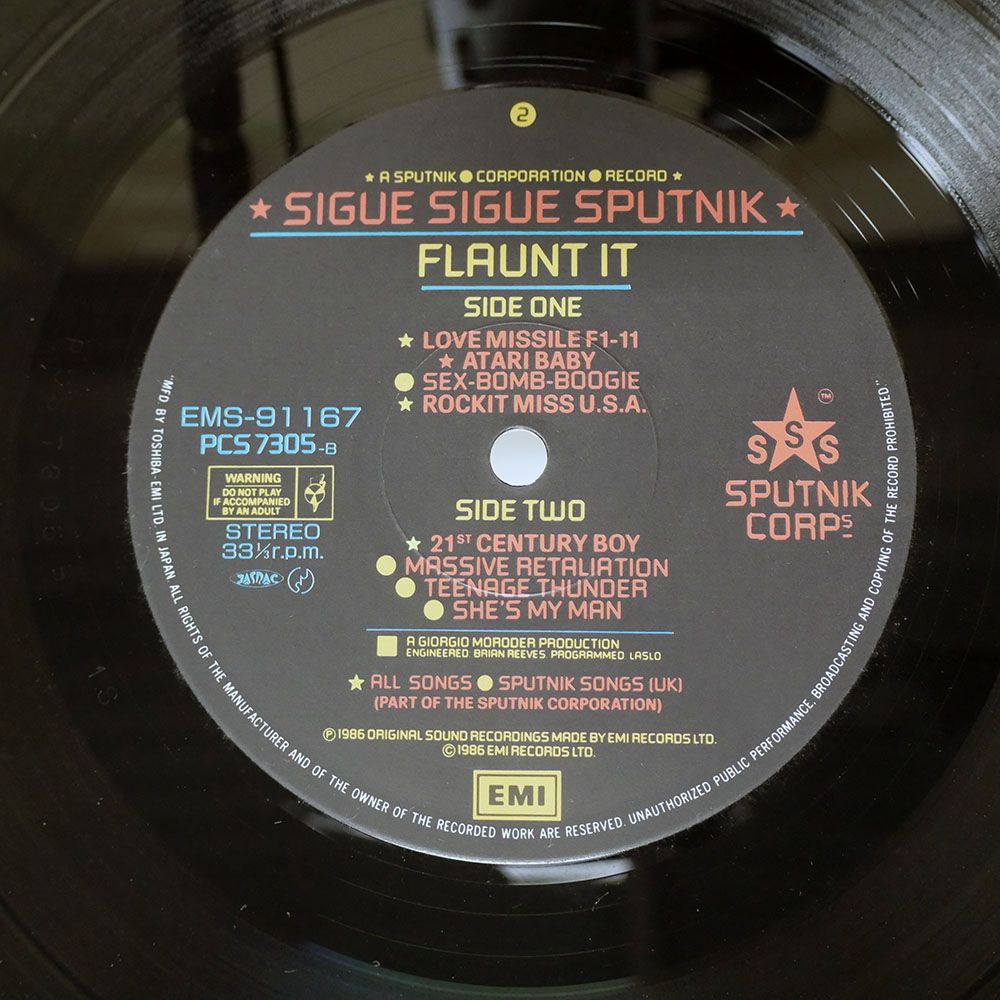 2
★ A SPUTNIK ● CORPORATION ● RECORD ★
★ SIGUE SIGUE SPUTNIK ★
FLAUNT IT
SIDE ONE
★ LOVE MISSILE F1-11
★ ATARI BABY
● SEX-BOMB-BOOGIE
★ ROCKIT MISS U.S.A.
EMS-91167
PCS 7305-B
WARNING
DO NOT PLAY
IF ACCOMPANIED
BY AN ADULT
STEREO
33⅓ r.p.m.
JASRAC
SSS ™
SPUTNIK
CORPS
SIDE TWO
★ 21ST CENTURY BOY
● MASSIVE RETALIATION
● TEENAGE THUNDER
● SHE'S MY MAN
A GIORGIO MORODER PRODUCTION
ENGINEERED BRIAN REEVES PROGRAMMED LASLO
★ ALL SONGS ● SPUTNIK SONGS (UK)
(PART OF THE SPUTNIK CORPORATION)
Ⓟ 1986 ORIGINAL SOUND RECORDINGS MADE BY EMI RECORDS LTD.
© 1986 EMI RECORDS LTD.
EMI
"MFD BY TOSHIBA-EMI LTD. IN JAPAN ALL RIGHTS OF THE MANUFACTURER AND OF THE OWNER OF THE RECORDED WORK ARE RESERVED. UNAUTHORIZED PUBLIC PERFORMANCE, BROADCASTING AND COPYING OF THE RECORD PROHIBITED."